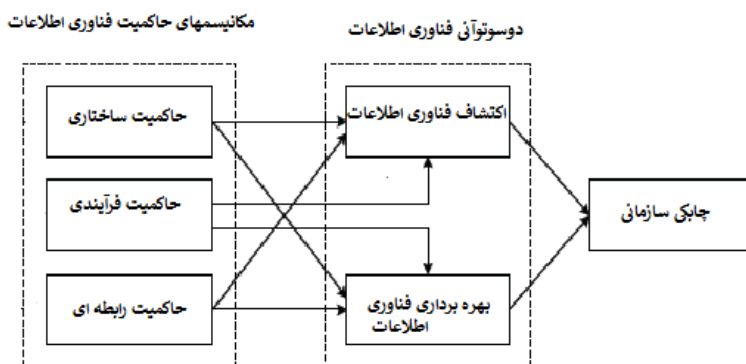 مکانیسمهای حاکمیت فناوری اطلاعات
دوسوتوآنی فناوری اطلاعات
حاکمیت ساختاری
اکتشاف فناوری اطلاعات
حاکمیت فرآیندی
چابکی سازمانی
حاکمیت رابطه ای
بهره برداری فناوری
اطلاعات